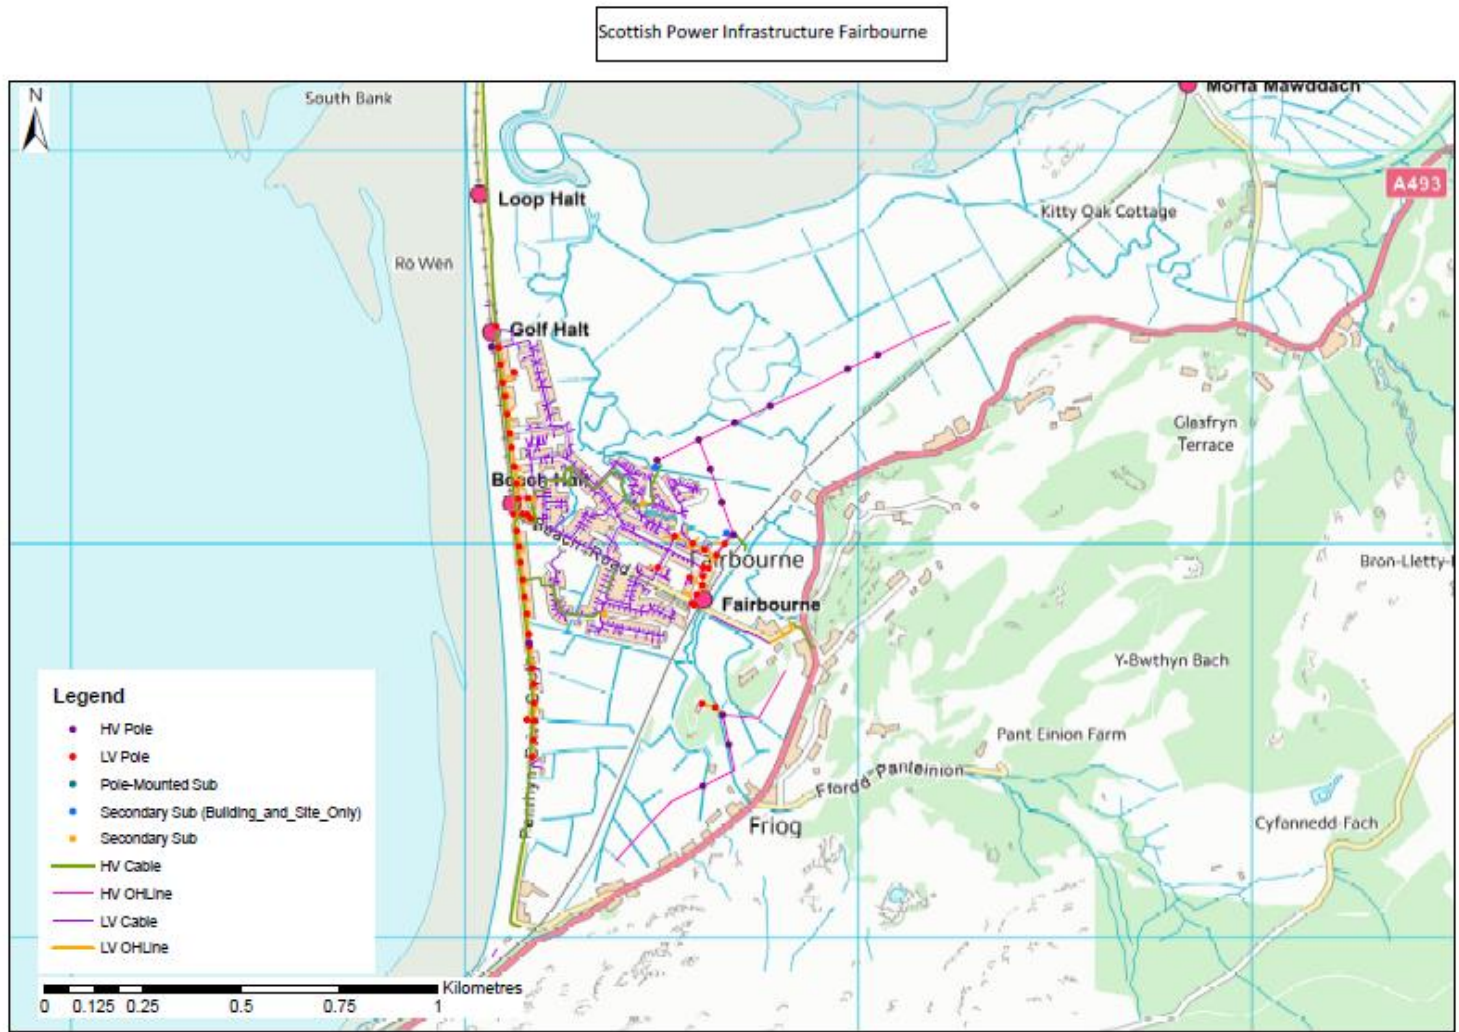 Scottish Power Infrastructure Fairbourne
N
South Bank
Morfa Mawddach
A493
Loop Halt
Kitty Oak Cottage
Ro Wen
Golf Halt
Glasfryn
Terrace
Beach Halt
Beach Road
Fairbourne
Bron-Lletty-
Fairbourne
Y-Bwthyn Bach
Legend
HV Pole
LV Pole
Pole-Mounted Sub
Secondary Sub (Building_and_Site_Only)
Secondary Sub
HV Cable
HV OHLine
LV Cable
LV OHLine
Pant Einion Farm
Ffordd Panteinion
Friog
Cyfannedd-Fach
Kilometres
0 0.125 0.25 0.5 0.75 1